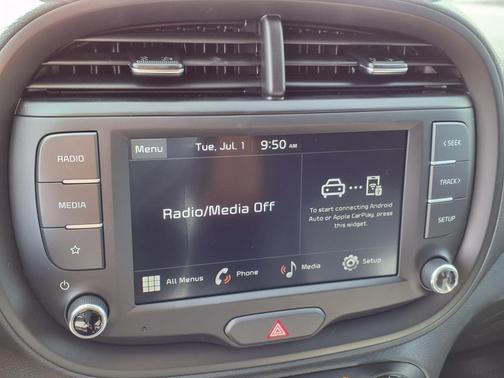 Menu
Tue, Jul. 1 9:50 AM
RADIO
MEDIA
Radio/Media Off
To start connecting Android
Auto or Apple CarPlay, press
this widget.
All Menus
Phone
Media
Setup
< SEEK
TRACK >
SETUP